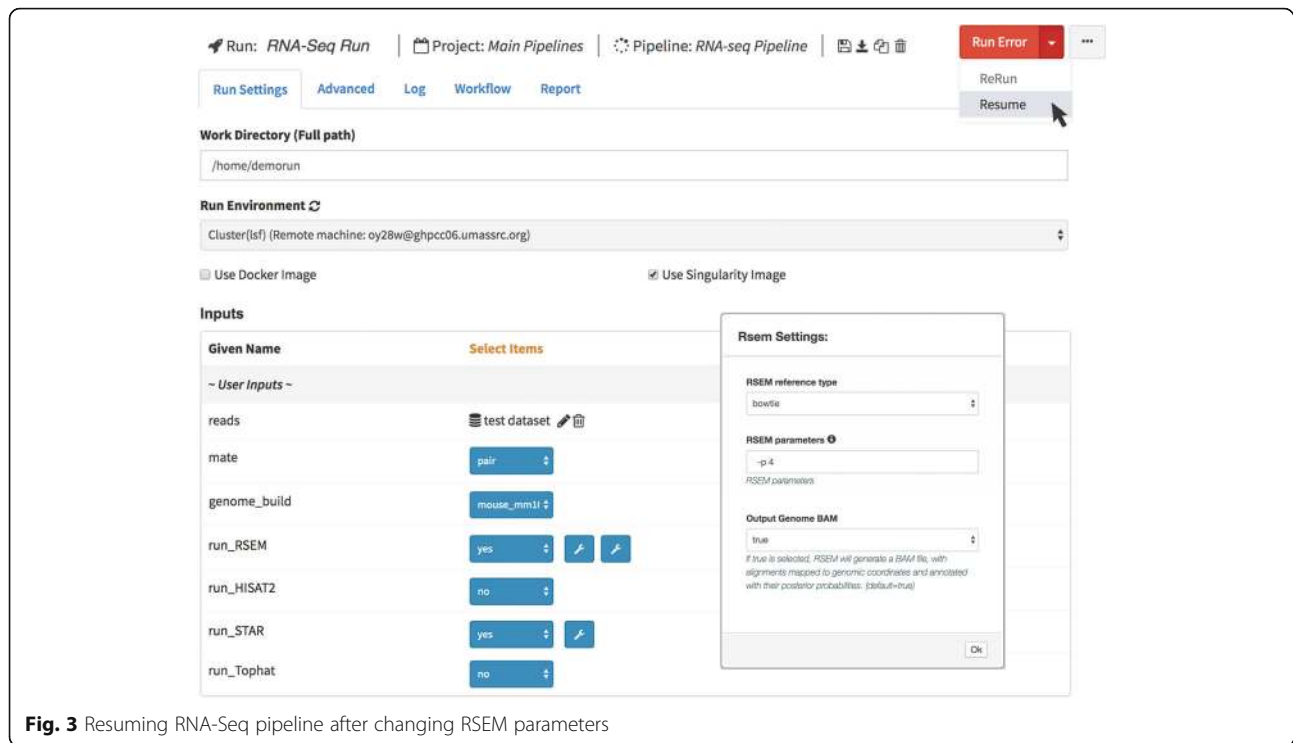 Run: RNA-Seq Run Project: Main Pipelines Pipeline: RNA-seq Pipeline Run Error
ReRun
Resume
Run Settings Advanced Log Workflow Report
Work Directory (Full path)
/home/demorun
Run Environment
Cluster(lsf) (Remote machine: oy28w@ghpcc06.umassrc.org)
Use Docker Image Use Singularity Image
Inputs
Given Name Select Items
~ User Inputs ~
reads test dataset
mate pair
genome_build mouse_mm10
run_RSEM yes
run_HISAT2 no
run_STAR yes
run_Tophat no
Rsem Settings:
RSEM reference type
bowtie
RSEM parameters
-p 4
RSEM parameters
Output Genome BAM
true
If true is selected, RSEM will generate a BAM file, with
alignments mapped to genomic coordinates and annotated
with their posterior probabilities. (default=true)
Ok
Fig. 3 Resuming RNA-Seq pipeline after changing RSEM parameters